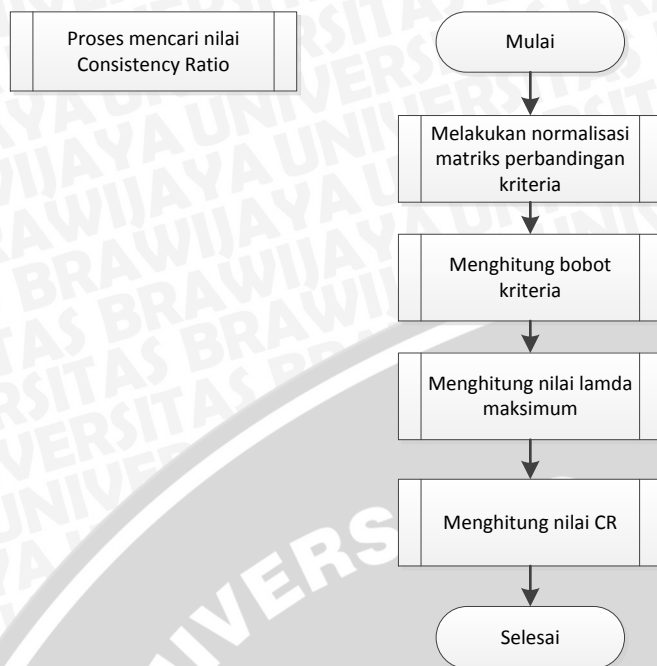 Proses mencari nilai
Consistency Ratio
Mulai
Melakukan normalisasi
matriks perbandingan
kriteria
Menghitung bobot
kriteria
Menghitung nilai lamda
maksimum
Menghitung nilai CR
Selesai